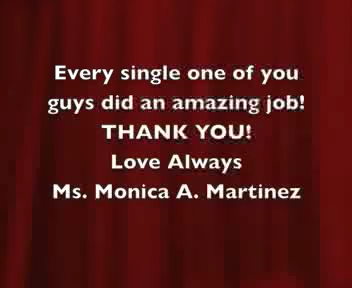 Every single one of you
guys did an amazing job!
THANK YOU!
Love Always
Ms. Monica A. Martinez